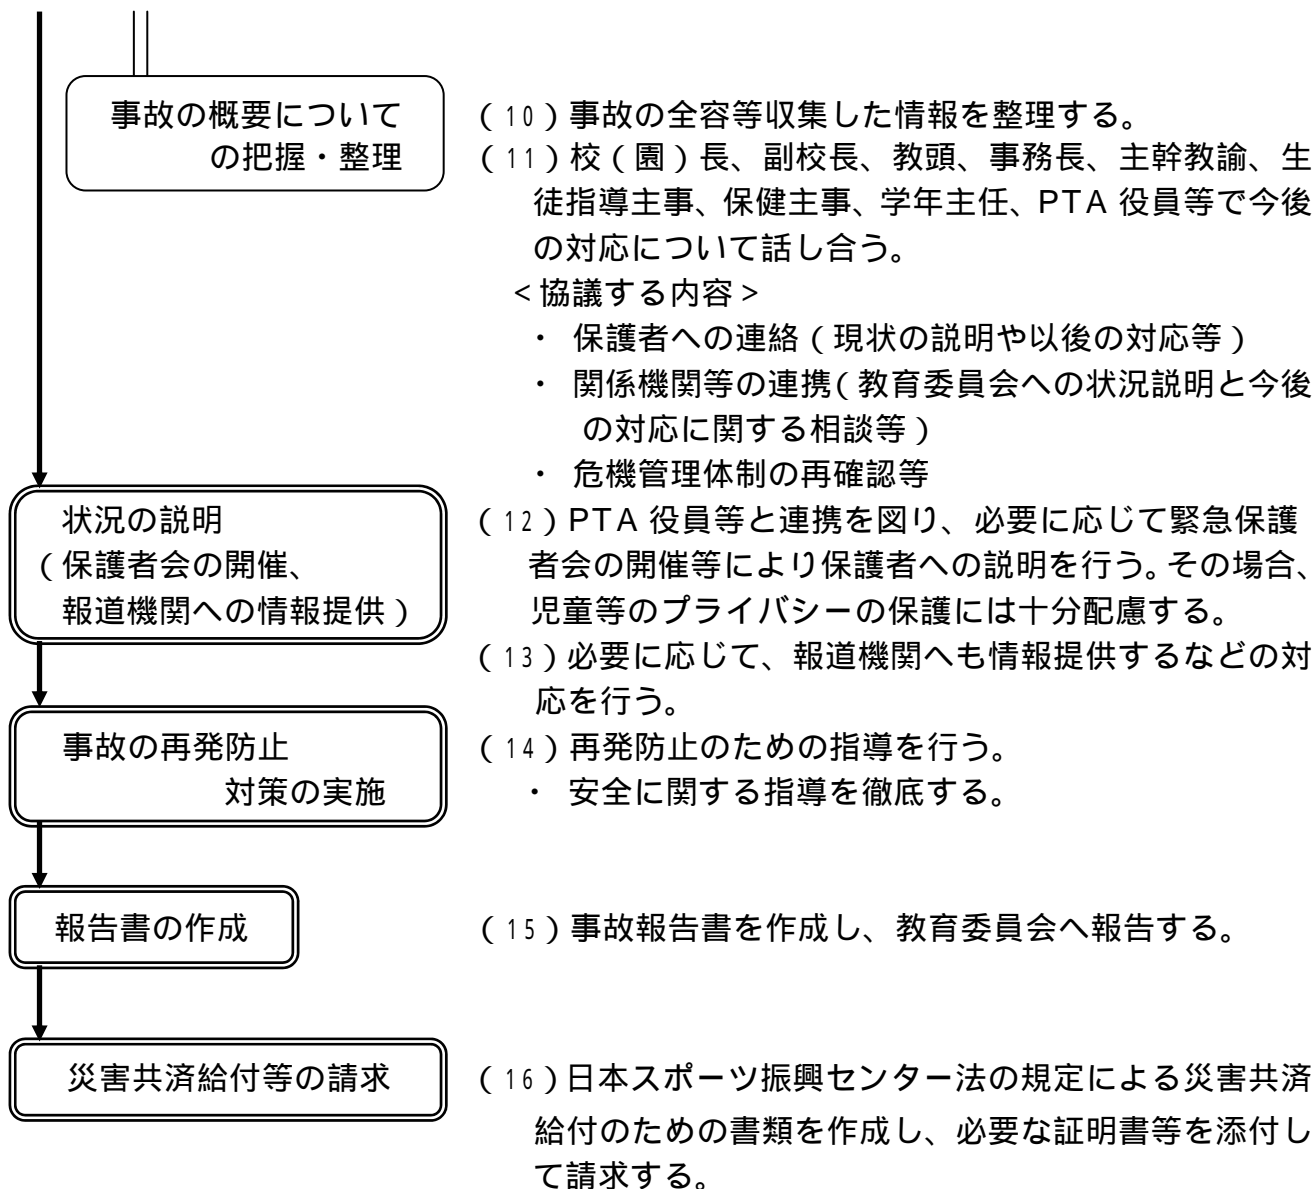 事故の概要について
の把握・整理
(10)事故の全容等収集した情報を整理する。
(11)校(園)長、副校長、教頭、事務長、主幹教諭、生
徒指導主事、保健主事、学年主任、PTA 役員等で今後
の対応について話し合う。
<協議する内容>
・ 保護者への連絡(現状の説明や以後の対応等)
・ 関係機関等の連携(教育委員会への状況説明と今後
の対応に関する相談等)
・ 危機管理体制の再確認等
状況の説明
(保護者会の開催、
報道機関への情報提供)
(12)PTA 役員等と連携を図り、必要に応じて緊急保護
者会の開催等により保護者への説明を行う。その場合、
児童等のプライバシーの保護には十分配慮する。
(13)必要に応じて、報道機関へも情報提供するなどの対
応を行う。
事故の再発防止
対策の実施
(14)再発防止のための指導を行う。
・ 安全に関する指導を徹底する。
報告書の作成
(15)事故報告書を作成し、教育委員会へ報告する。
災害共済給付等の請求
(16)日本スポーツ振興センター法の規定による災害共済
給付のための書類を作成し、必要な証明書等を添付し
て請求する。